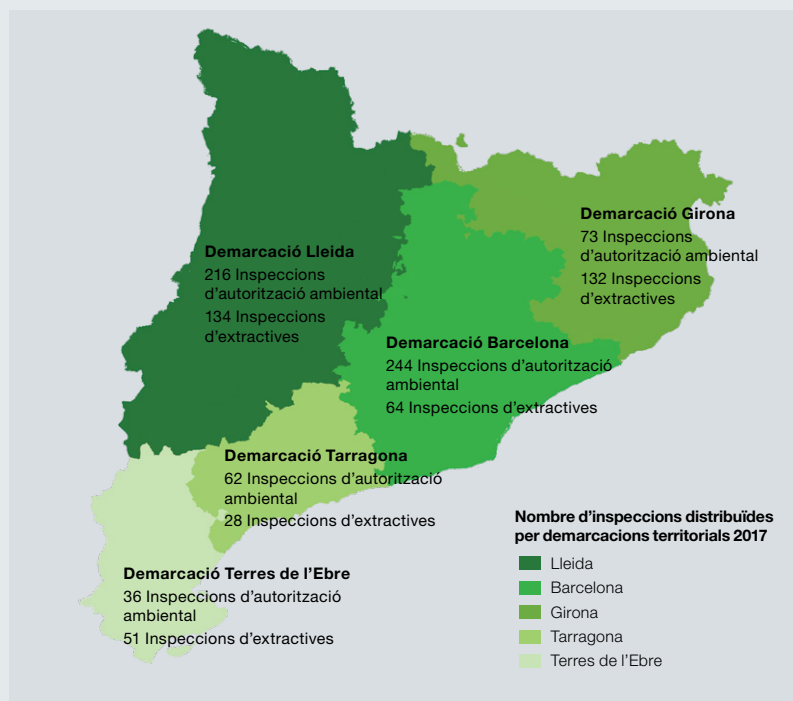 Demarcació Girona
73 Inspeccions
d'autorització ambiental
132 Inspeccions
d'extractives
Demarcació Lleida
216 Inspeccions
d'autorització ambiental
134 Inspeccions
d'extractives
Demarcació Barcelona
244 Inspeccions d'autorització
ambiental
64 Inspeccions d'extractives
Demarcació Tarragona
62 Inspeccions d'autorització
ambiental
28 Inspeccions d'extractives
Demarcació Terres de l'Ebre
36 Inspeccions d'autorització
ambiental
51 Inspeccions d'extractives
Nombre d'inspeccions distribuïdes
per demarcacions territorials 2017
Lleida
Barcelona
Girona
Tarragona
Terres de l'Ebre